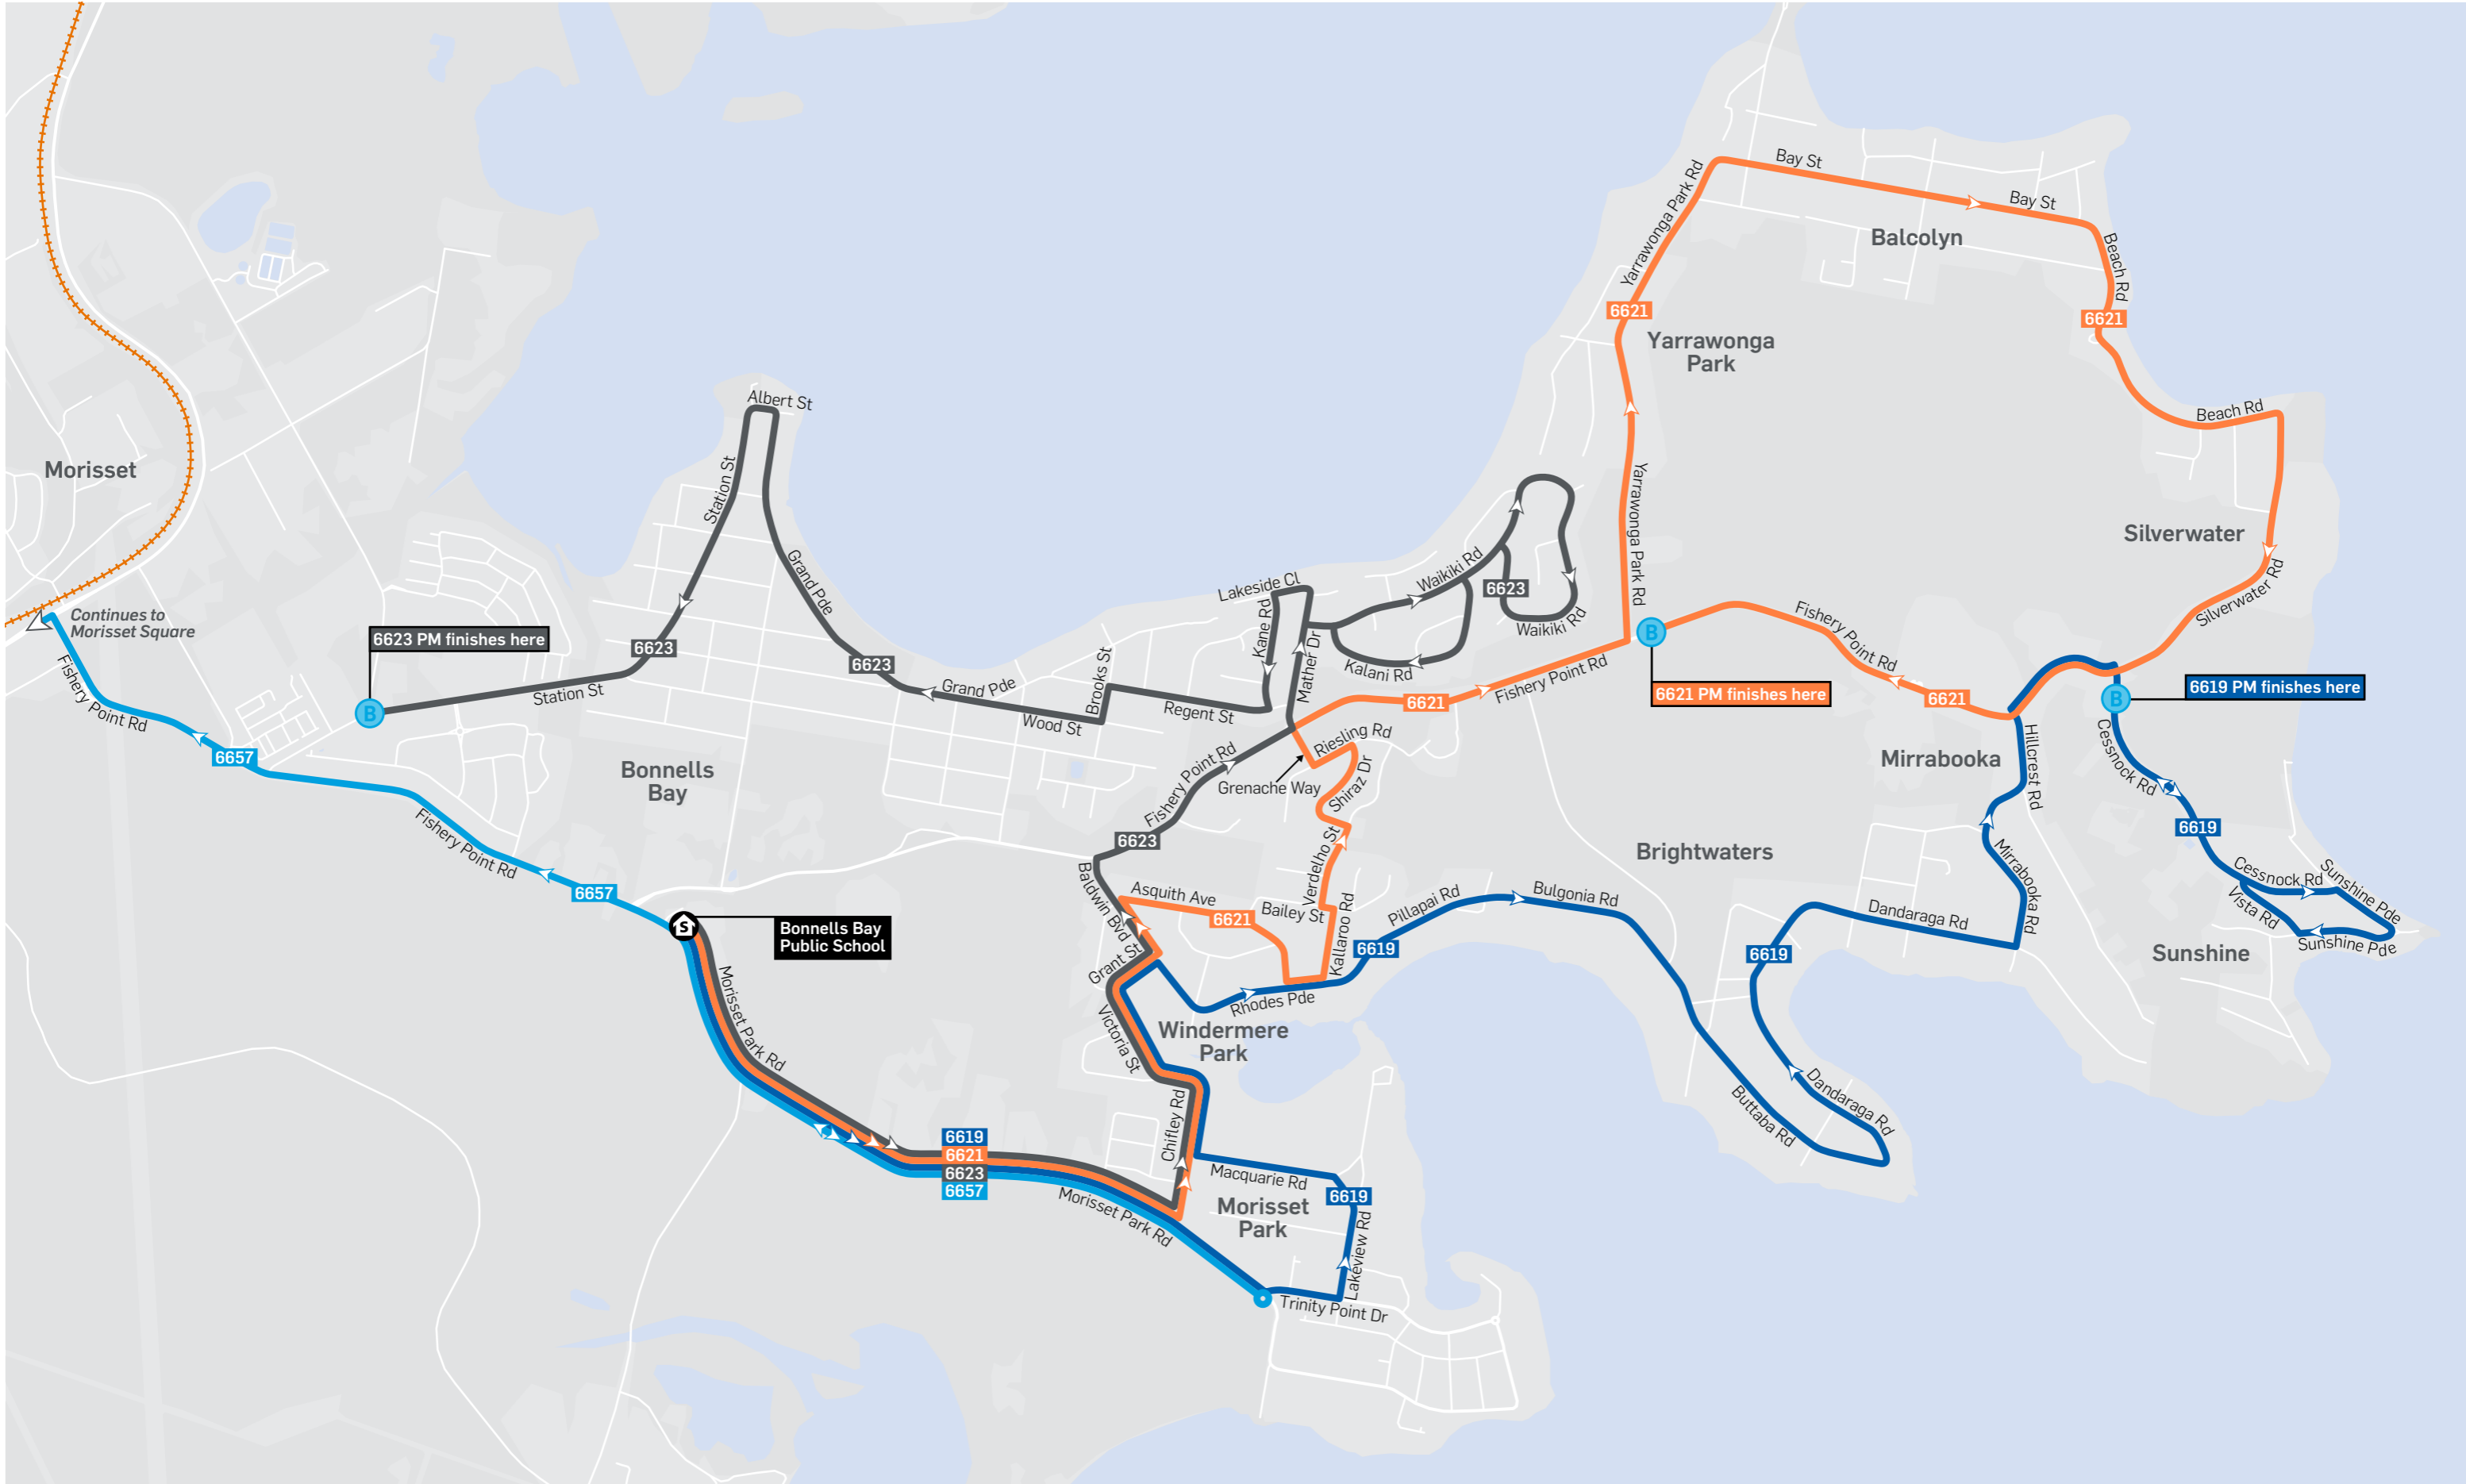 Bay St
Bay St
Yarrawonga Park Rd
Balcolyn
Beach Rd
6621
6621
Yarrawonga
Park
Albert St
Beach Rd
Morisset
Station St
Yarrawonga Park Rd
Silverwater
Grand Pde
Waikiki Rd
Lakeside Cl
6623
Silverwater Rd
Continues to
Morisset Square
Kane Rd
Waikiki Rd
Fishery Point Rd
6623 PM finishes here
6623
Mather Dr
B
6623
Kalani Rd
Brooks St
Fishery Point Rd
Fishery Point Rd
Grand Pde
6619 PM finishes here
Station St
6621 PM finishes here
6621
6621
B
B
Regent St
Wood St
Riesling Rd
6657
Hillcrest Rd
Cessnock Rd
Bonnells
Bay
Fishery Point Rd
Mirrabooka
Grenache Way
Shiraz Dr
6619
Fishery Point Rd
6623
Brightwaters
Verdelho St
Mirrabooka Rd
Cessnock Rd
Sunshine Pde
6657
Baldwin Bvd
Asquith Ave
Pillapai Rd
Bulgonia Rd
Vista Rd
6621
Bailey St
Dandaraga Rd
Bonnells Bay
Public School
S
Kallaroo Rd
6619
6619
Sunshine
Sunshine Pde
Grant St
Morisset Park Rd
Rhodes Pde
Victoria St
Windermere
Park
Dandaraga Rd
Buttaba Rd
Chifley Rd
6619
6621
6623
6657
Macquarie Rd
6619
Morisset
Park
Morisset Park Rd
Lakeview Rd
Trinity Point Dr